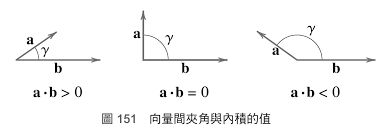 a γ b
a γ b
a γ b
a • b > 0
a • b = 0
a • b < 0
圖 151 向量間夾角與內積的值